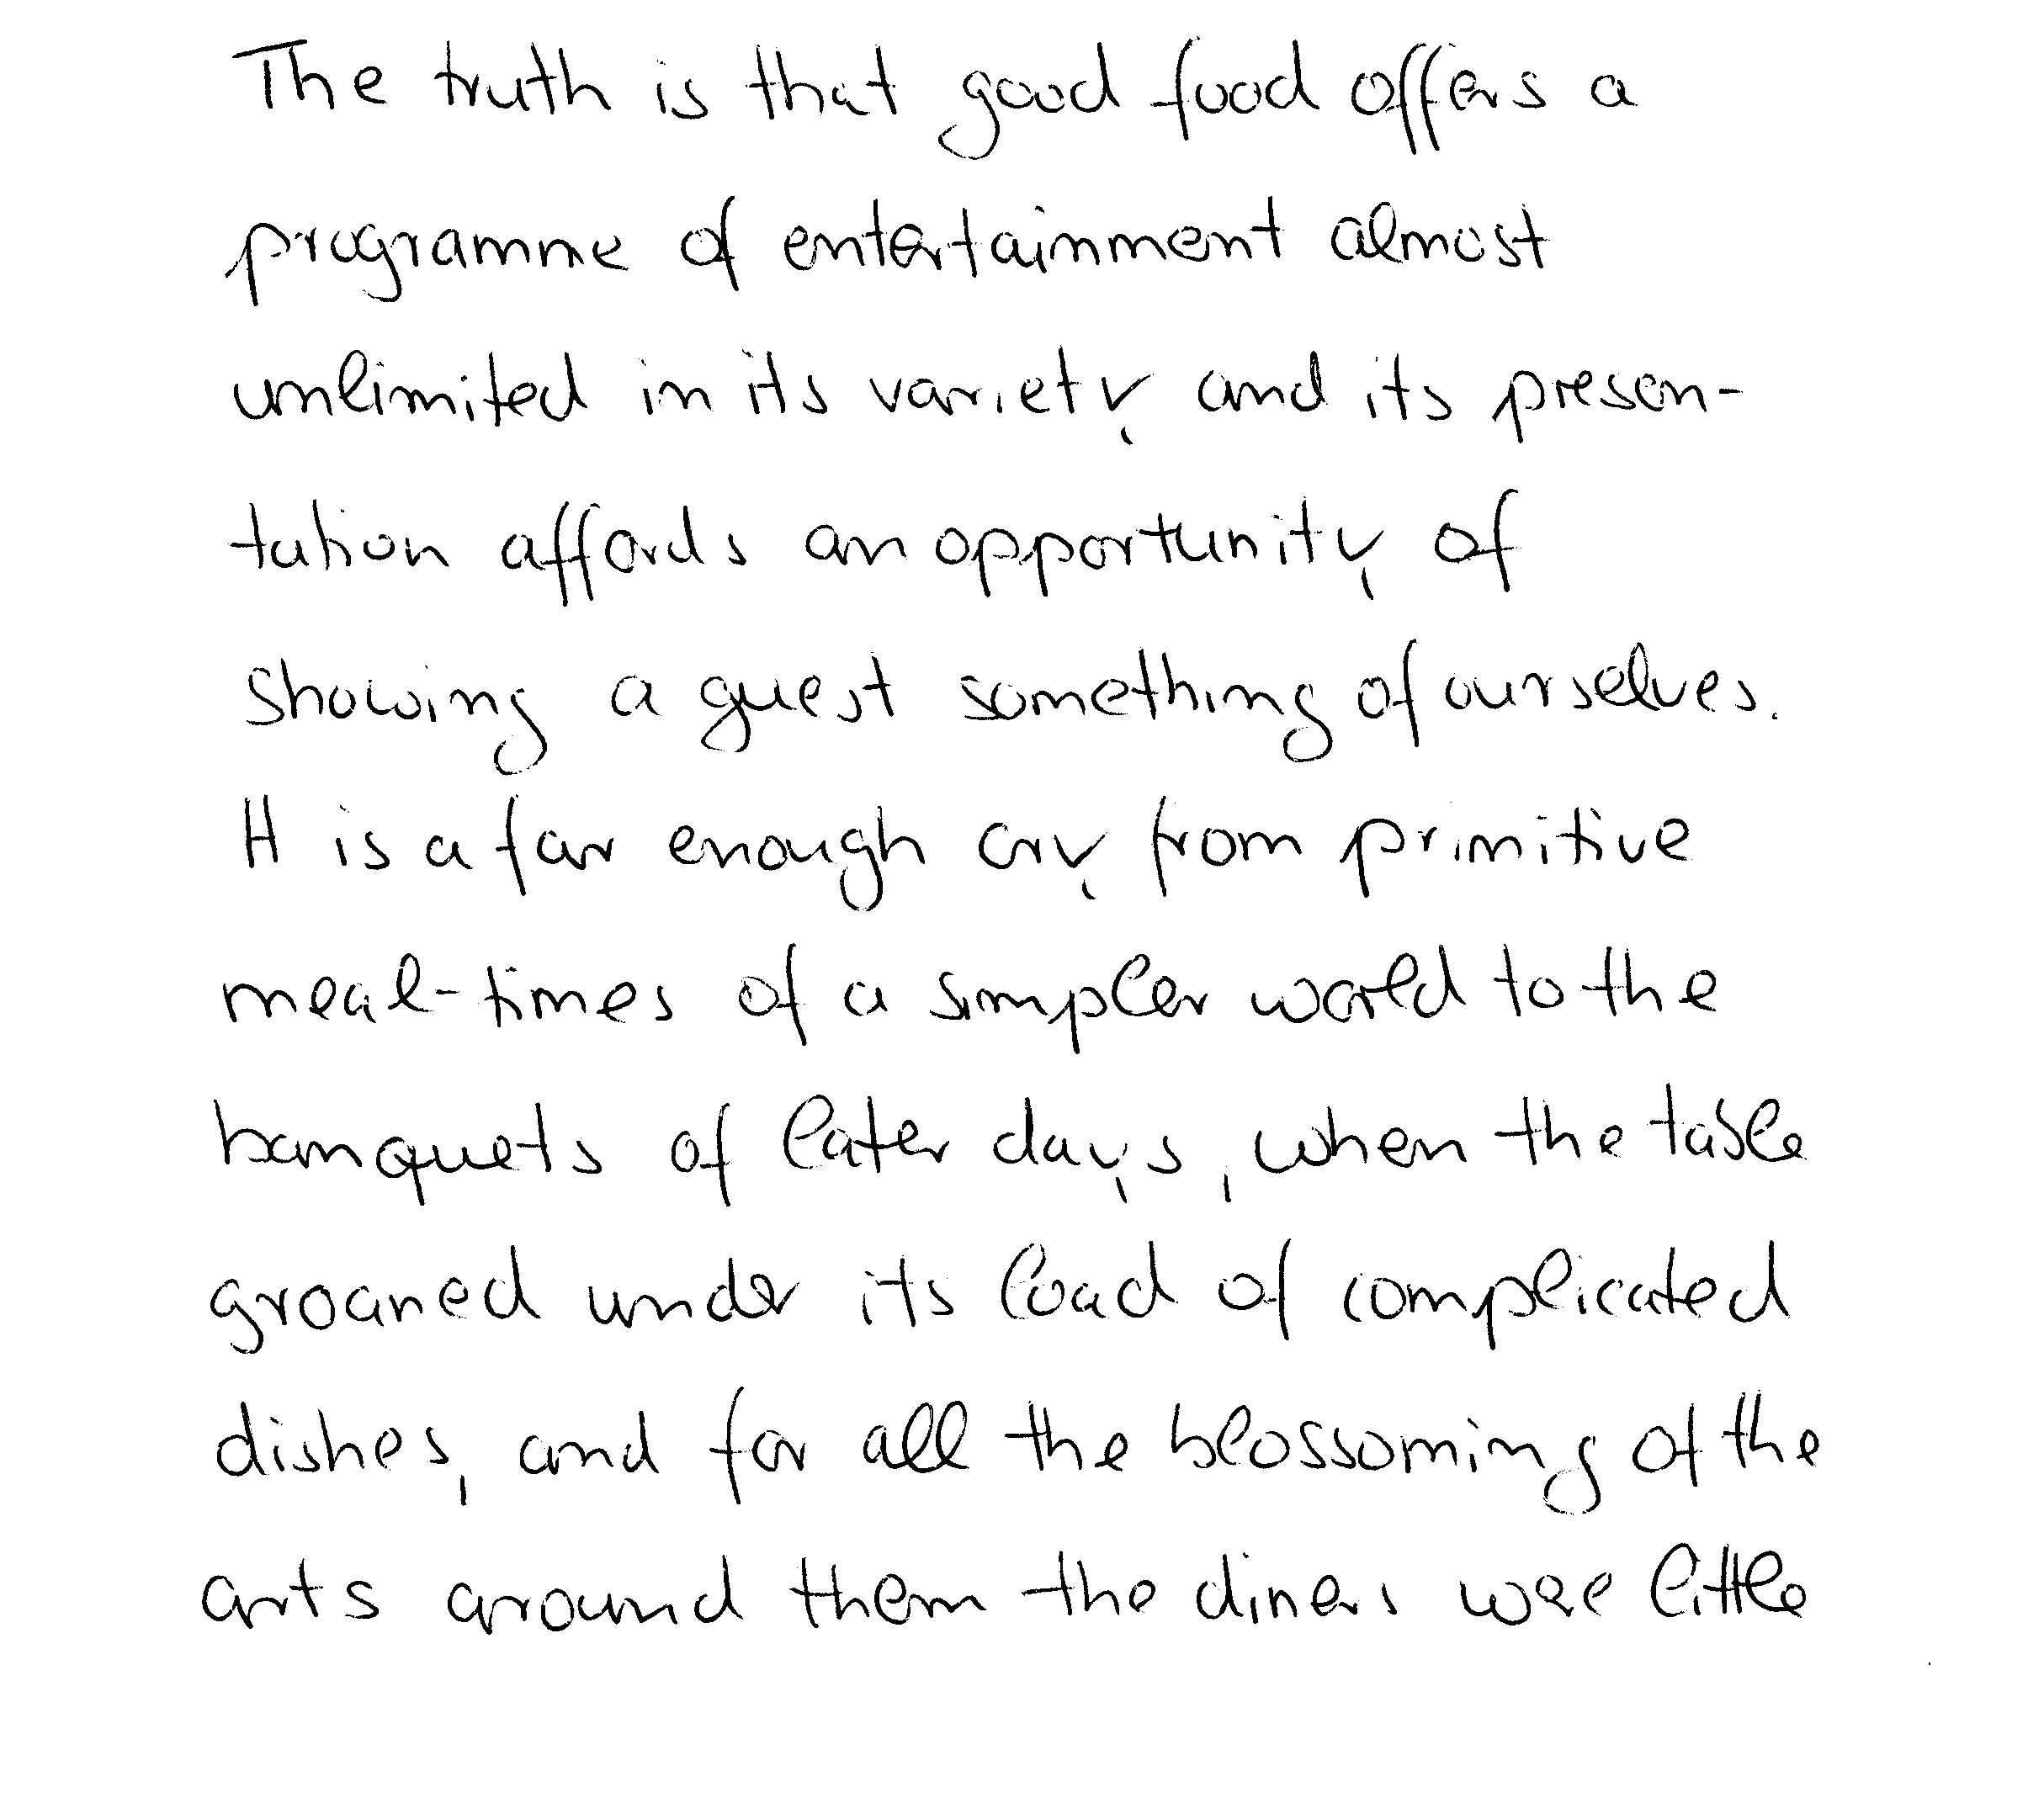 The truth is that good food offers a
programme of entertainment almost
unlimited in its variety and its presen-
tation affords an opportunity of
showing a guest something of ourselves.
It is a far enough cry from primitive
meal-times of a simpler world to the
banquets of later days, when the table
groaned under its load of complicated
dishes, and for all the blossoming of the
arts around them the diners were little